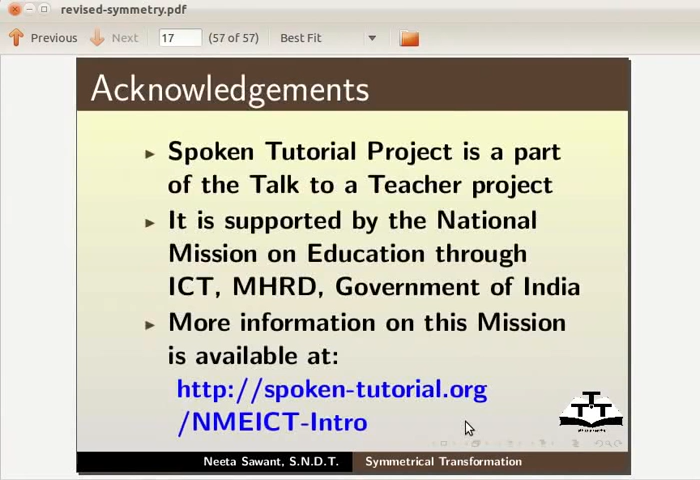 revised-symmetry.pdf
Previous Next 17 (57 of 57) Best Fit
Acknowledgements
Spoken Tutorial Project is a part
of the Talk to a Teacher project
It is supported by the National
Mission on Education through
ICT, MHRD, Government of India
More information on this Mission
is available at:
http://spoken-tutorial.org
/NMEICT-Intro
Neeta Sawant, S.N.D.T. Symmetrical Transformation